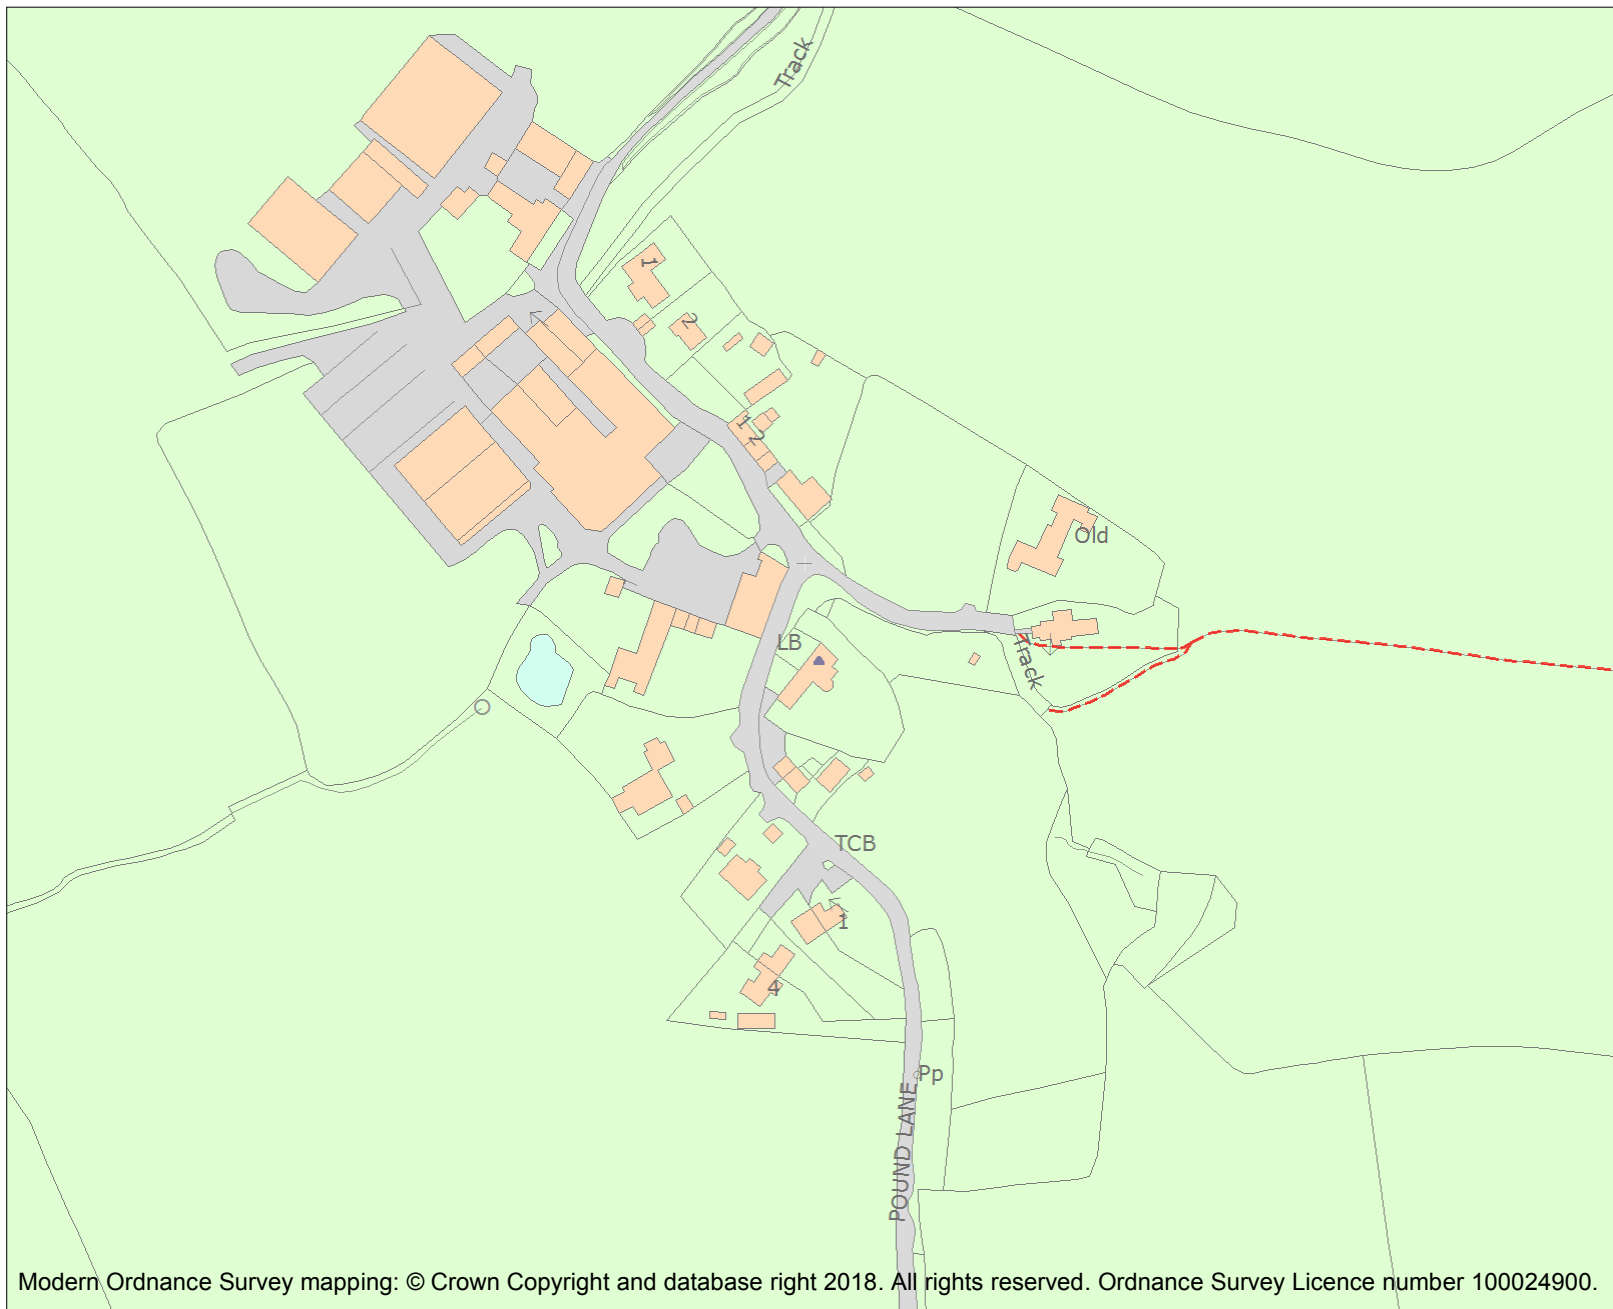 Track
1
2
1
2
Old
LB
Track
TCB
1
4
Pp
POUND LANE
Modern Ordnance Survey mapping: © Crown Copyright and database right 2018. All rights reserved. Ordnance Survey Licence number 100024900.